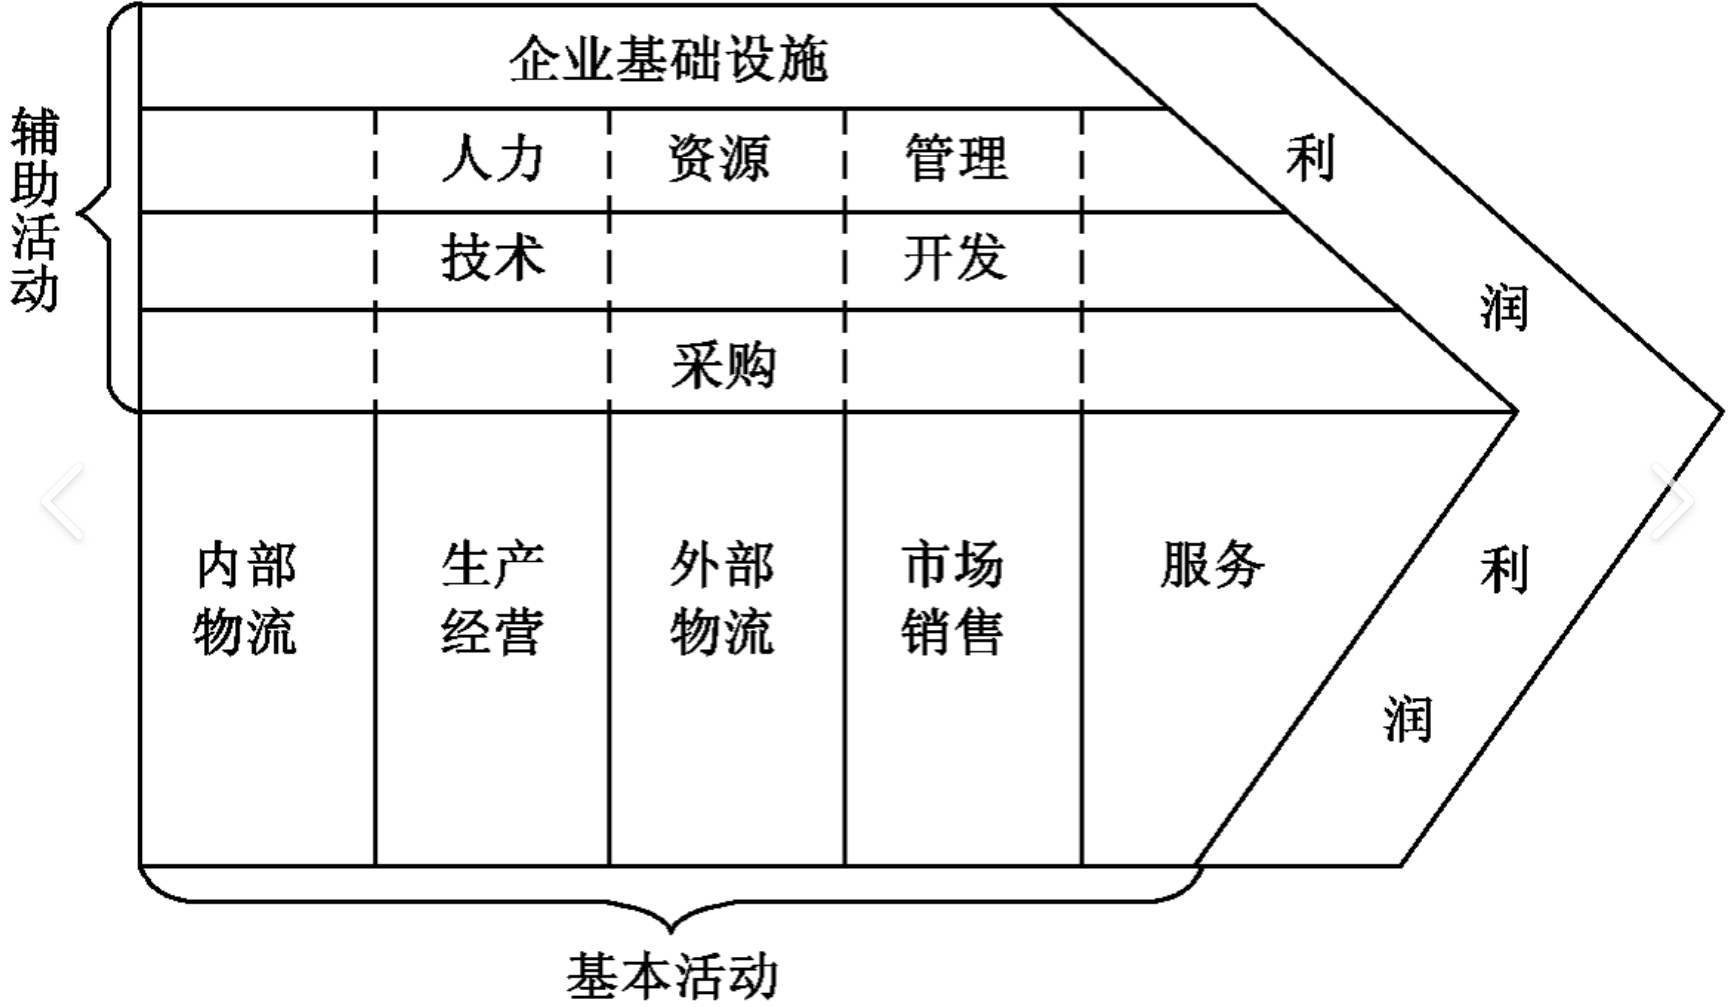 企业基础设施
辅助活动
人力 资源 管理
技术 开发
采购
利
润
内部
物流
生产
经营
外部
物流
市场
销售
服务
利
润
基本活动